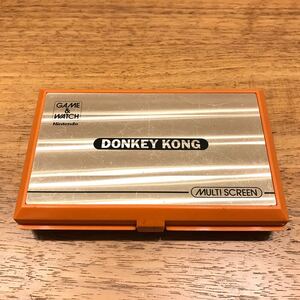 GAME
&
WATCH
Nintendo
DONKEY KONG
MULTI SCREEN